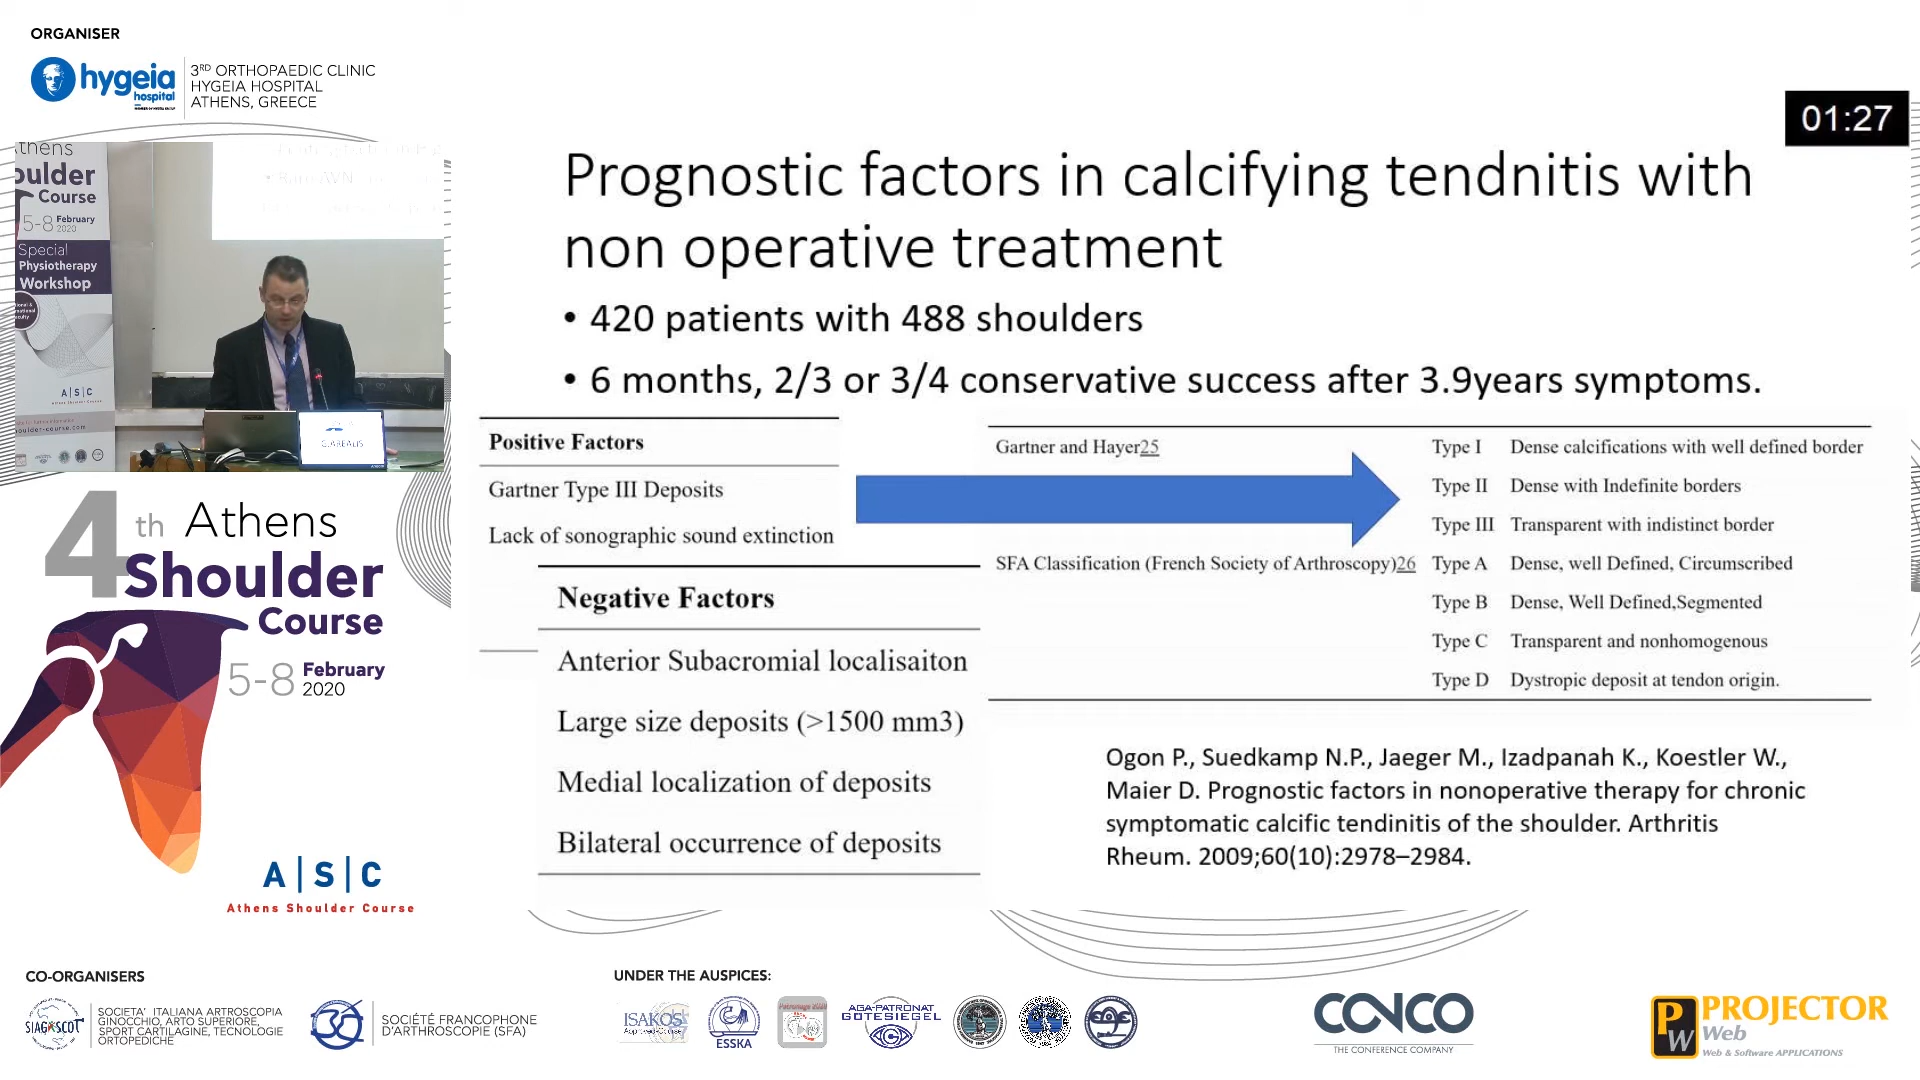 ORGANISER
hygeia
hospital
3RD ORTHOPAEDIC CLINIC
HYGEIA HOSPITAL
ATHENS, GREECE
01:27
thens
oulder
Course
5-8 February
2020
Special
Physiotherapy
Workshop
A|S|C
oulder-course.com
4th Athens
Shoulder
Course
5-8 February
2020
A|S|C
Athens Shoulder Course
Prognostic factors in calcifying tendnitis with
non operative treatment
• 420 patients with 488 shoulders
• 6 months, 2/3 or 3/4 conservative success after 3.9years symptoms.
Positive Factors
Gartner Type III Deposits
Lack of sonographic sound extinction
Negative Factors
Anterior Subacromial localisaiton
Large size deposits (>1500 mm3)
Medial localization of deposits
Bilateral occurrence of deposits
Gartner and Hayer25 Type I Dense calcifications with well defined border
Type II Dense with Indefinite borders
Type III Transparent with indistinct border
SFA Classification (French Society of Arthroscopy)26 Type A Dense, well Defined, Circumscribed
Type B Dense, Well Defined,Segmented
Type C Transparent and nonhomogenous
Type D Dystropic deposit at tendon origin.
Ogon P., Suedkamp N.P., Jaeger M., Izadpanah K., Koestler W.,
Maier D. Prognostic factors in nonoperative therapy for chronic
symptomatic calcific tendinitis of the shoulder. Arthritis
Rheum. 2009;60(10):2978–2984.
CO-ORGANISERS
SIAGASCOT
SOCIETA' ITALIANA ARTROSCOPIA
GINOCCHIO, ARTO SUPERIORE,
SPORT CARTILAGINE, TECNOLOGIE
ORTOPEDICHE
SOCIÉTÉ FRANCOPHONE
D'ARTHROSCOPIE (SFA)
UNDER THE AUSPICES:
ISAKOS
ESSKA
AGA-PATRONAT
GÜTESIEGEL
CONCO
THE CONFERENCE COMPANY
PW
PROJECTOR
Web
Web & Software APPLICATIONS